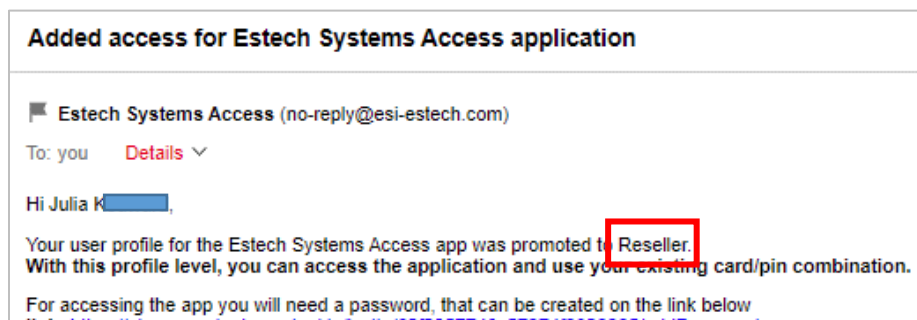 Added access for Estech Systems Access application
Estech Systems Access (no-reply@esi-estech.com)
To: you Details
Hi Julia K ,
Your user profile for the Estech Systems Access app was promoted to Reseller.
With this profile level, you can access the application and use your existing card/pin combination.
For accessing the app you will need a password, that can be created on the link below